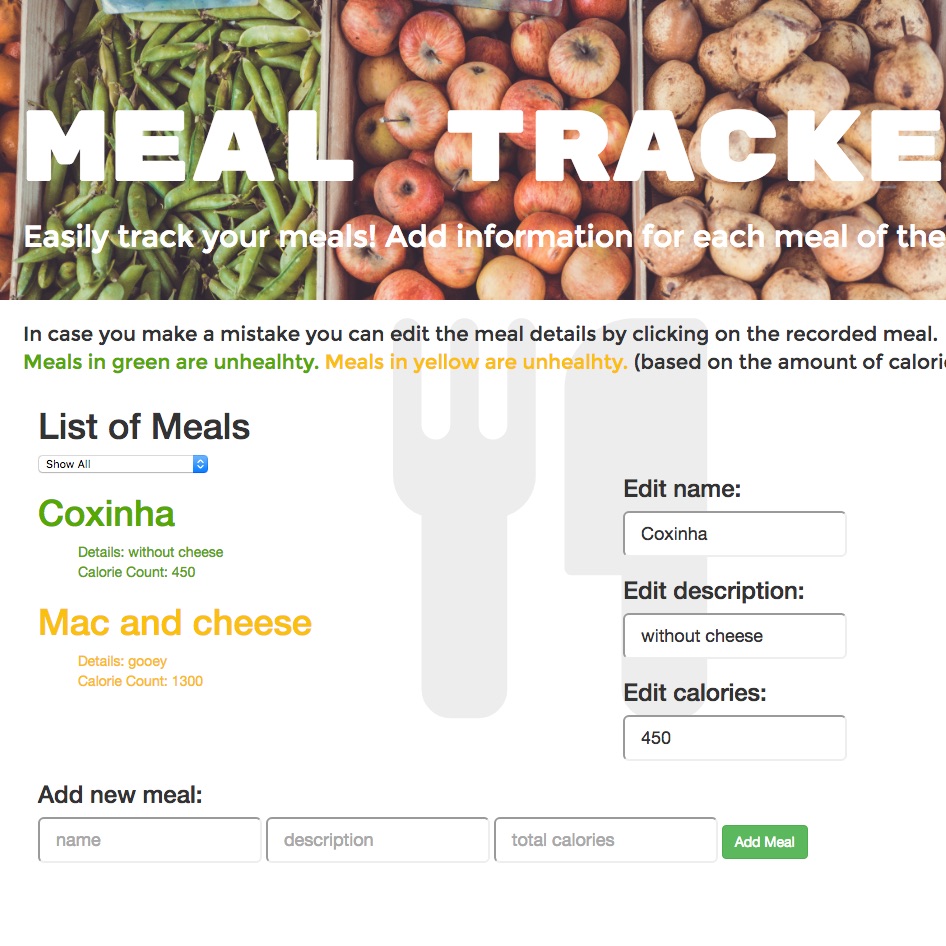 MEAL TRACKE
Easily track your meals! Add information for each meal of the
In case you make a mistake you can edit the meal details by clicking on the recorded meal.
Meals in green are unhealhty. Meals in yellow are unhealhty. (based on the amount of calorie
List of Meals
Show All
Coxinha
Details: without cheese
Calorie Count: 450
Mac and cheese
Details: gooey
Calorie Count: 1300
Edit name:
Coxinha
Edit description:
without cheese
Edit calories:
450
Add new meal:
name description total calories Add Meal